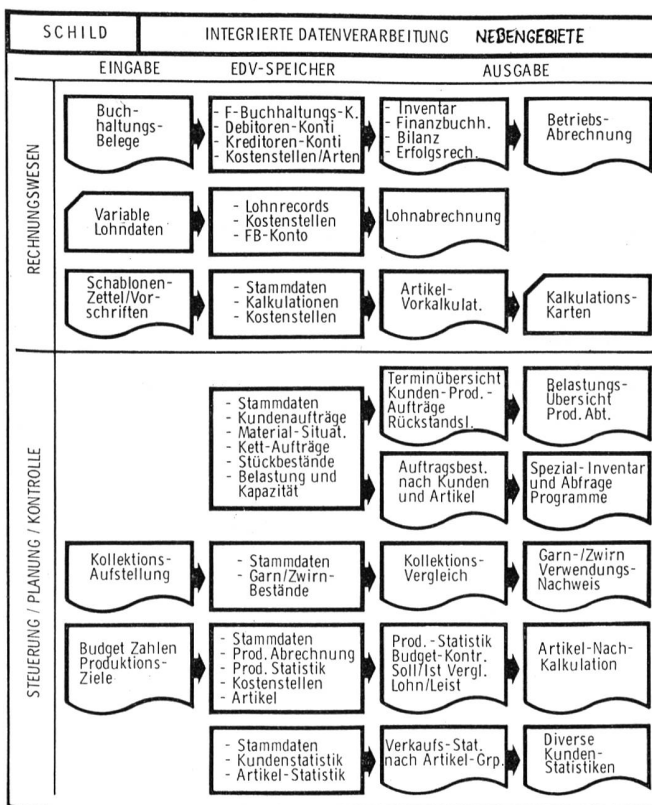 SCHILD
INTEGRIERTE DATENVERARBEITUNG NEBENGEBIETE
EINGABE
EDV-SPEICHER
AUSGABE
RECHNUNGSWESEN
Buch-
haltungs-
Belege
- F-Buchhaltungs-K.
- Debitoren-Konti
- Kreditoren-Konti
- Kostenstellen/Arten
- Inventar
- Finanzbuchh.
- Bilanz
- Erfolgsrech.
Betriebs-
Abrechnung
Variable
Lohndaten
- Lohnrecords
- Kostenstellen
- FB-Konto
Lohnabrechnung
Schablonen-
Zettel/Vor-
schriften
- Stammdaten
- Kalkulationen
- Kostenstellen
Artikel-
Vorkalkulat.
Kalkulations-
Karten
STEUERUNG / PLANUNG / KONTROLLE
- Stammdaten
- Kundenaufträge
- Material-Situat.
- Kett-Aufträge
- Stückbestände
- Belastung und
Kapazität
Terminübersicht
Kunden-Prod.-
Aufträge
Rückstandsl.
Belastungs-
Übersicht
Prod. Abt.
Auftragsbest.
nach Kunden
und Artikel
Spezial-Inventar
und Abfrage
Programme
Kollektions-
Aufstellung
- Stammdaten
- Garn/Zwirn-
Bestände
Kollektions-
Vergleich
Garn-/Zwirn
Verwendungs-
Nachweis
Budget Zahlen
Produktions-
Ziele
- Stammdaten
- Prod. Abrechnung
- Prod. Statistik
- Kostenstellen
- Artikel
Prod.-Statistik
Budget-Kontr.
Soll/Ist Vergl.
Lohn/Leist
Artikel-Nach-
Kalkulation
- Stammdaten
- Kundenstatistik
- Artikel-Statistik
Verkaufs-Stat.
nach Artikel-Grp.
Diverse
Kunden-
Statistiken